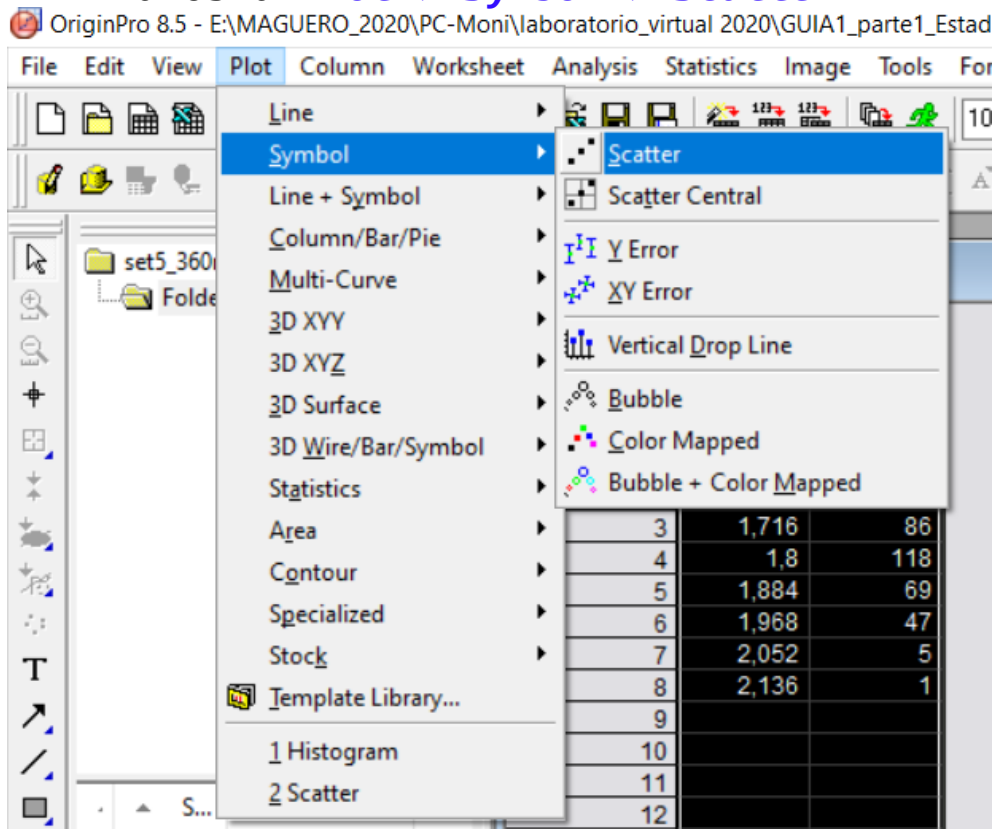 OriginPro 8.5 - E:\MAGUERO_2020\PC-Moni\laboratorio_virtual 2020\GUIA1_parte1_Estad
File Edit View Plot Column Worksheet Analysis Statistics Image Tools For
10
Line
Symbol
Line + Symbol
Column/Bar/Pie
Multi-Curve
3D XYY
3D XYZ
3D Surface
3D Wire/Bar/Symbol
Statistics
Area
Contour
Specialized
Stock
Template Library...
1 Histogram
2 Scatter
Scatter
Scatter Central
Y Error
XY Error
Vertical Drop Line
Bubble
Color Mapped
Bubble + Color Mapped
set5_360
Folde
S...
3 1,716 86
4 1,8 118
5 1,884 69
6 1,968 47
7 2,052 5
8 2,136 1
9
10
11
12